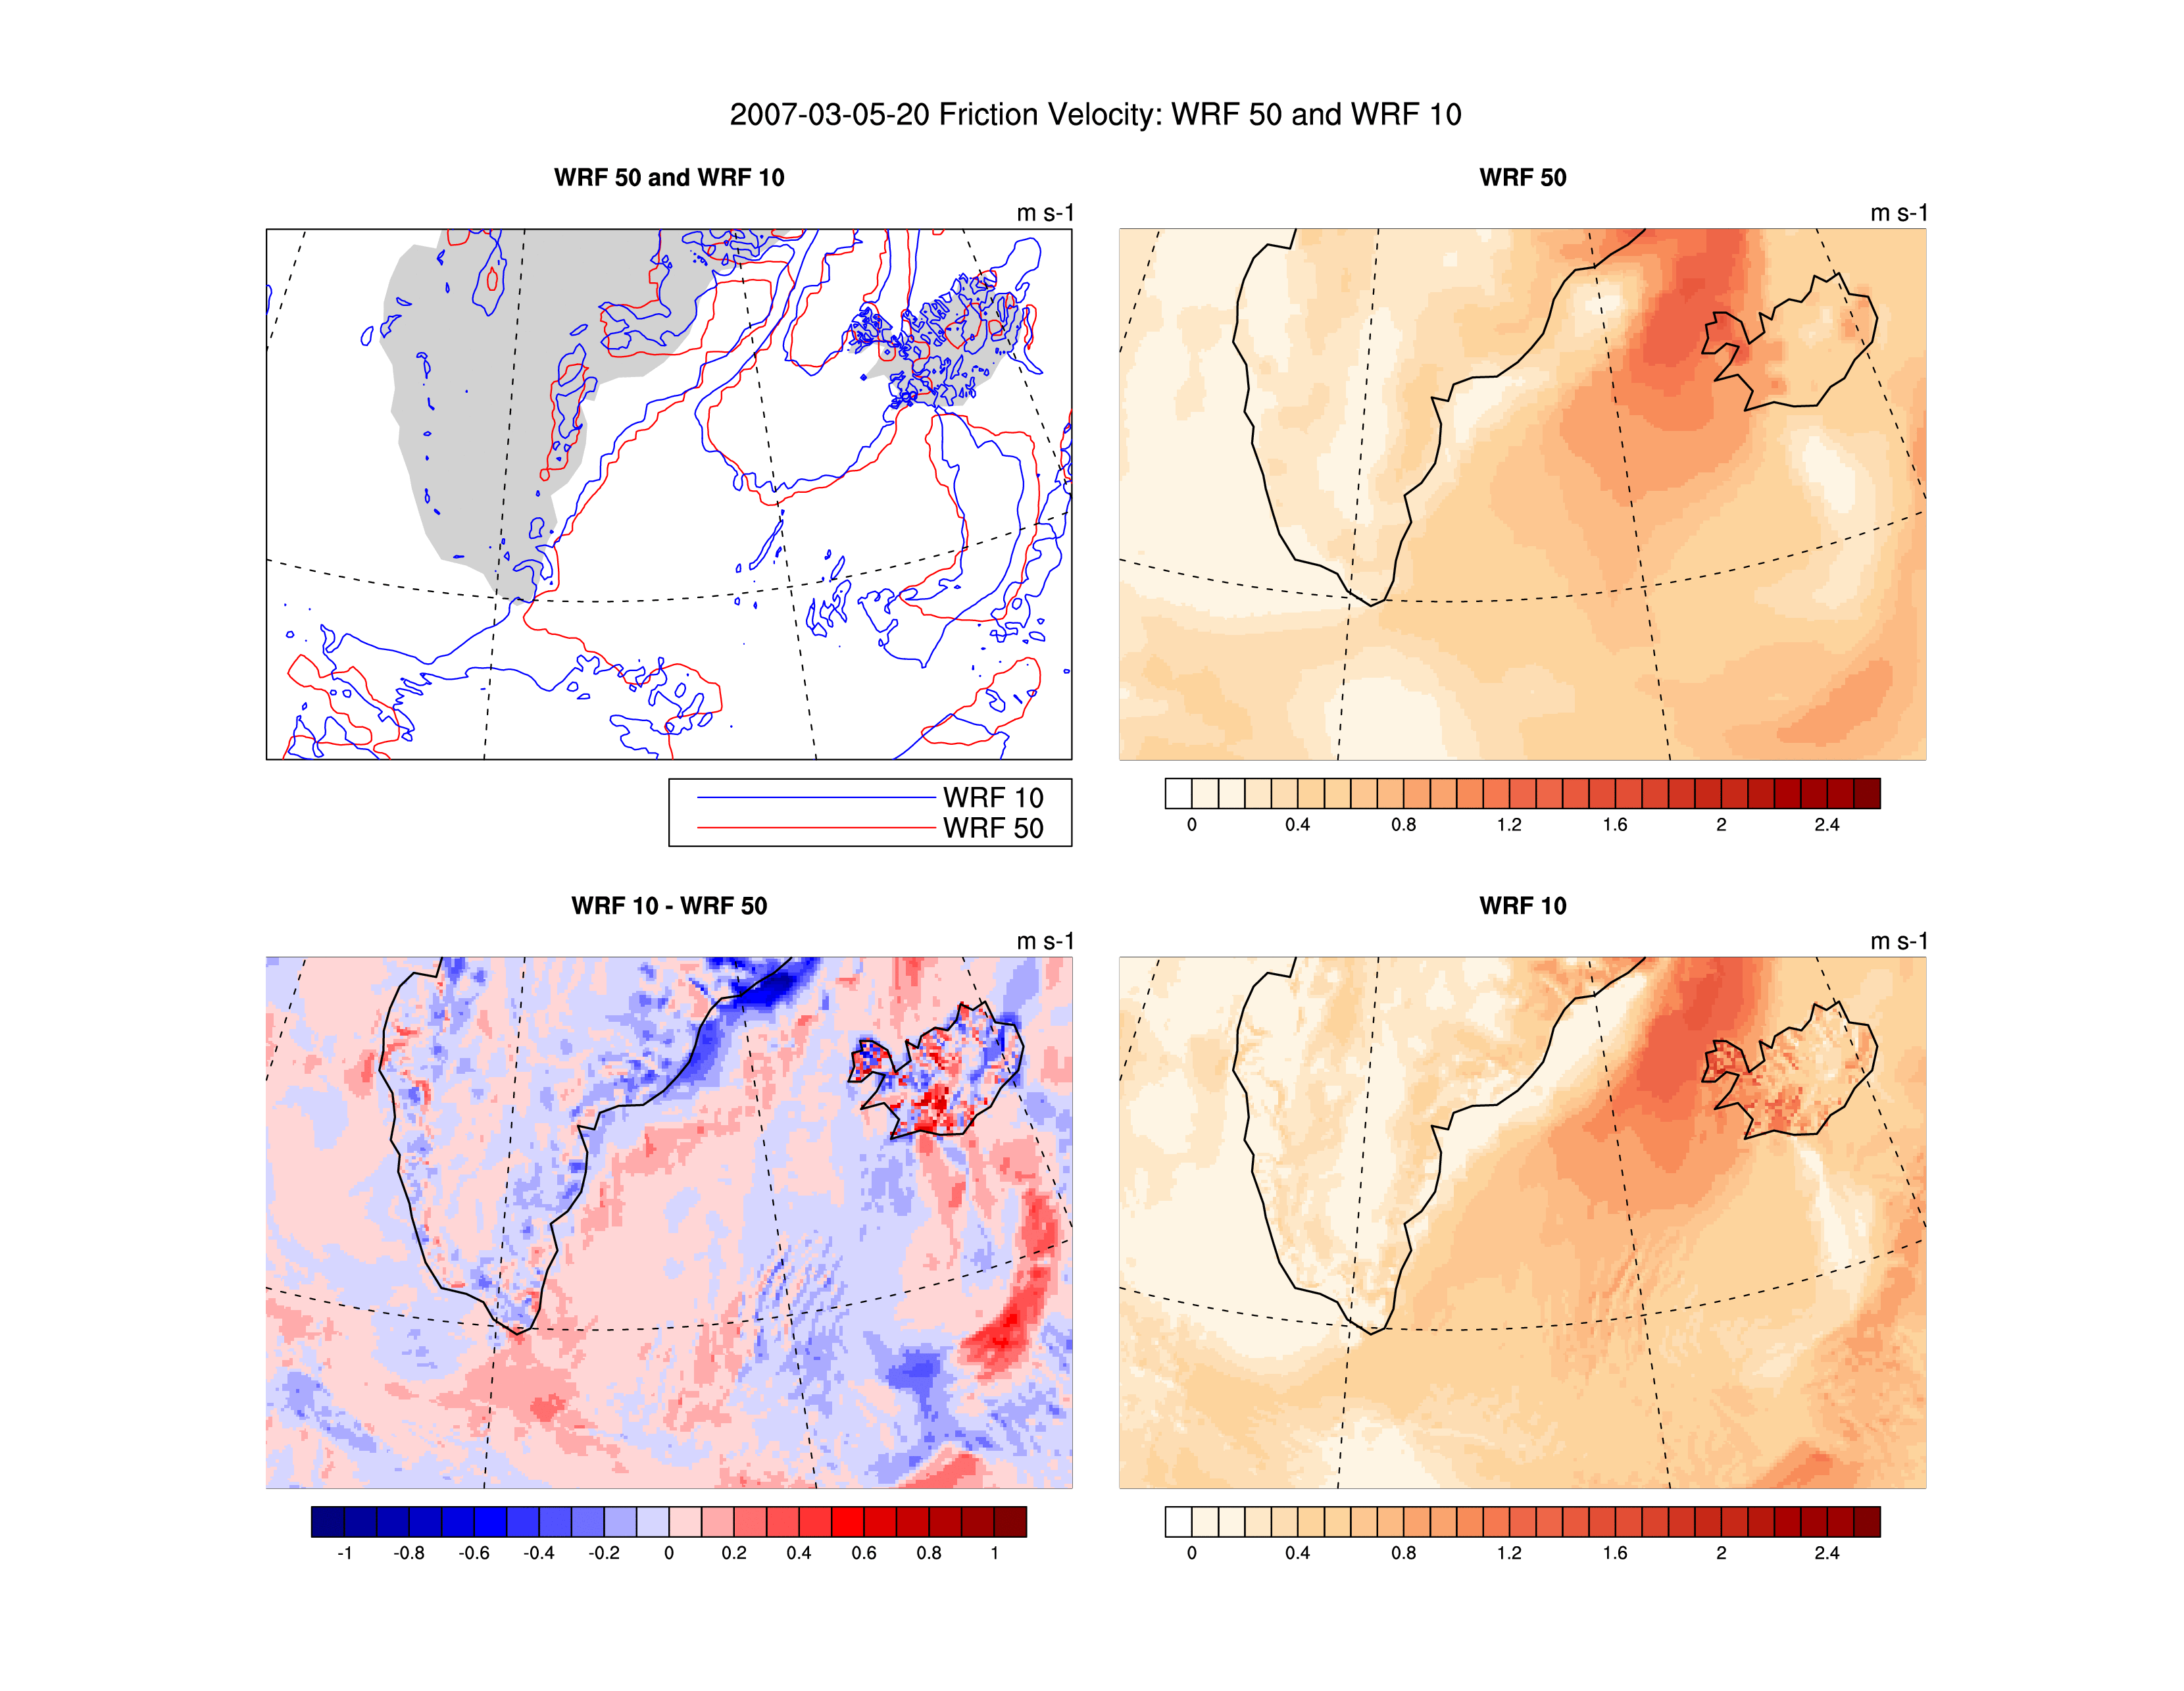 2007-03-05-20 Friction Velocity: WRF 50 and WRF 10
WRF 50 and WRF 10
m s-1
WRF 10
WRF 50
WRF 50
m s-1
0 0.4 0.8 1.2 1.6 2 2.4
WRF 10 - WRF 50
m s-1
-1 -0.8 -0.6 -0.4 -0.2 0 0.2 0.4 0.6 0.8 1
WRF 10
m s-1
0 0.4 0.8 1.2 1.6 2 2.4